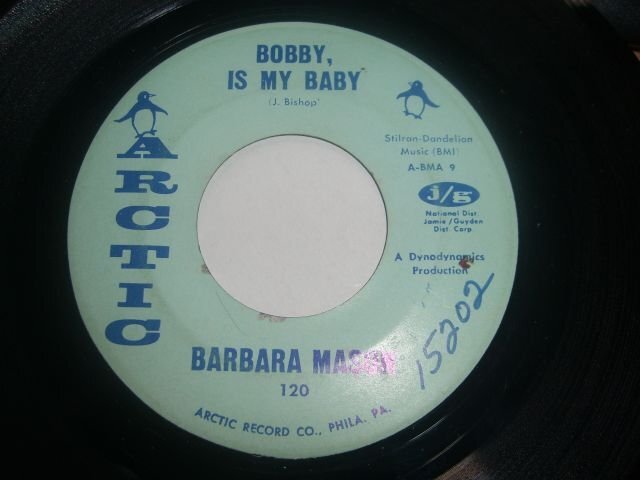 BOBBY,
IS MY BABY
(J. Bishop)
ARCTIC
Stilran-Dandelion
Music (BMI)
A-BMA 9
j/g
National Dist.
Jamie/Guyden
Dist. Corp.
A Dynodynamics
Production
15202
BARBARA
120
ARCTIC RECORD CO., PHILA. PA.